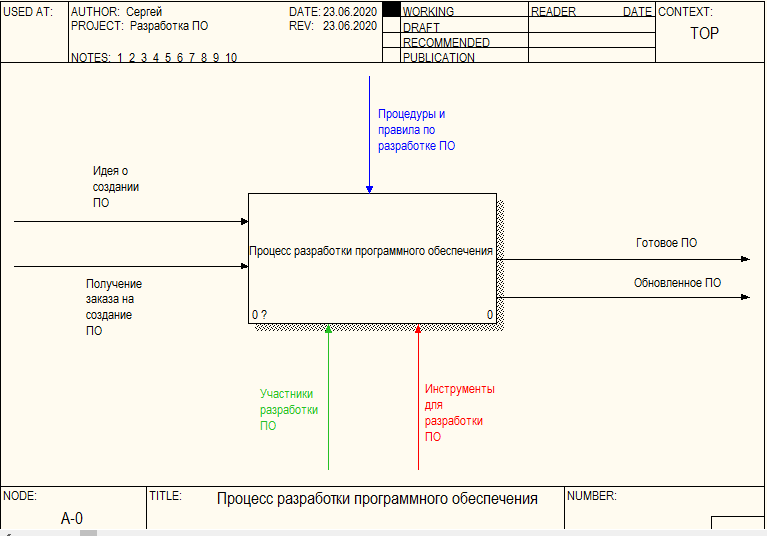 USED AT:
AUTHOR: Сергей
DATE: 23.06.2020
PROJECT: Разработка ПО
REV: 23.06.2020
NOTES: 1 2 3 4 5 6 7 8 9 10
WORKING
DRAFT
RECOMMENDED
PUBLICATION
READER
DATE
CONTEXT:
TOP
Процедуры и
правила по
разработке ПО
Идея о
создании
ПО
Получение
заказа на
создание
ПО
Процесс разработки программного обеспечения
0 ?
0
Готовое ПО
Обновленное ПО
Участники
разработки
ПО
Инструменты
для
разработки
ПО
NODE:
A-0
TITLE:
Процесс разработки программного обеспечения
NUMBER: